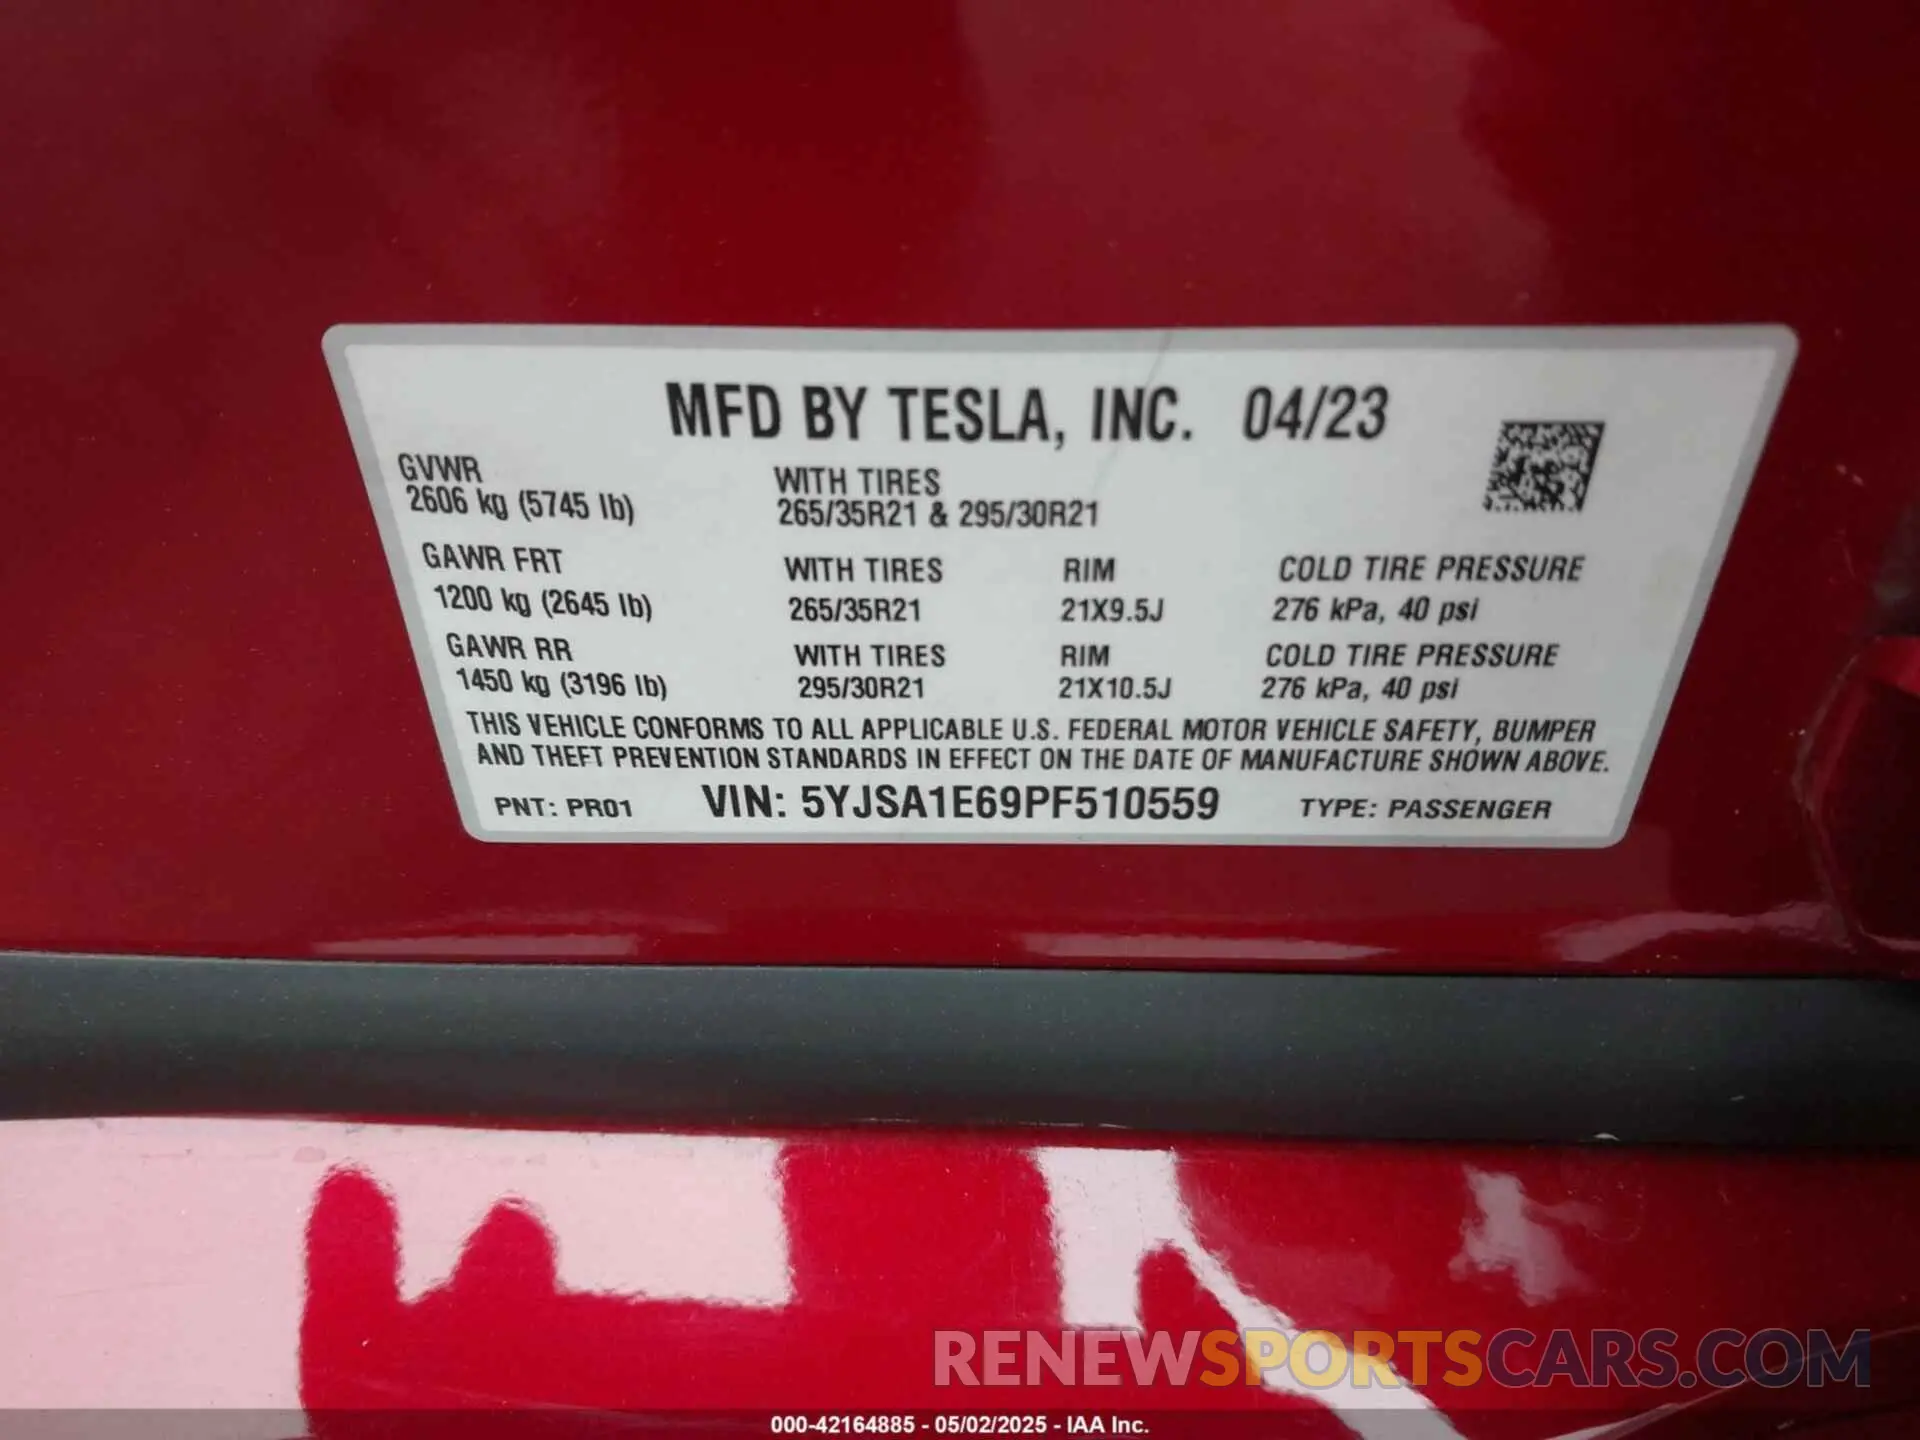 MFD BY TESLA, INC. 04/23
GVWR
2606 kg (5745 lb)
WITH TIRES
265/35R21 & 295/30R21
GAWR FRT
1200 kg (2645 lb)
WITH TIRES
265/35R21
RIM
21X9.5J
COLD TIRE PRESSURE
276 kPa, 40 psi
GAWR RR
1450 kg (3196 lb)
WITH TIRES
295/30R21
RIM
21X10.5J
COLD TIRE PRESSURE
276 kPa, 40 psi
THIS VEHICLE CONFORMS TO ALL APPLICABLE U.S. FEDERAL MOTOR VEHICLE SAFETY, BUMPER
AND THEFT PREVENTION STANDARDS IN EFFECT ON THE DATE OF MANUFACTURE SHOWN ABOVE.
PNT: PR01 VIN: 5YJSA1E69PF510559 TYPE: PASSENGER
RENEWSPORTSCARS.COM
000-42164885 - 05/02/2025 - IAA Inc.